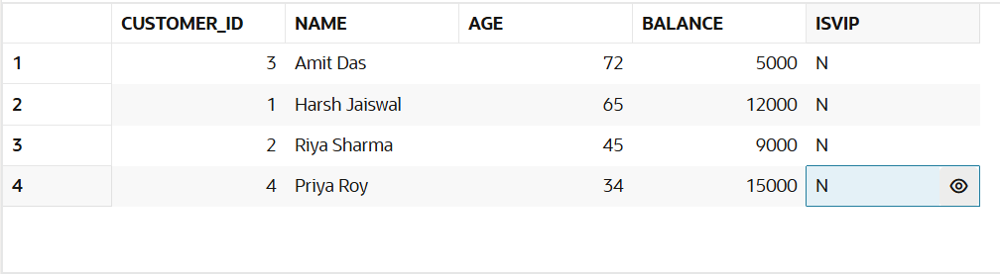 CUSTOMER_ID NAME AGE BALANCE ISVIP
1 3 Amit Das 72 5000 N
2 1 Harsh Jaiswal 65 12000 N
3 2 Riya Sharma 45 9000 N
4 4 Priya Roy 34 15000 N